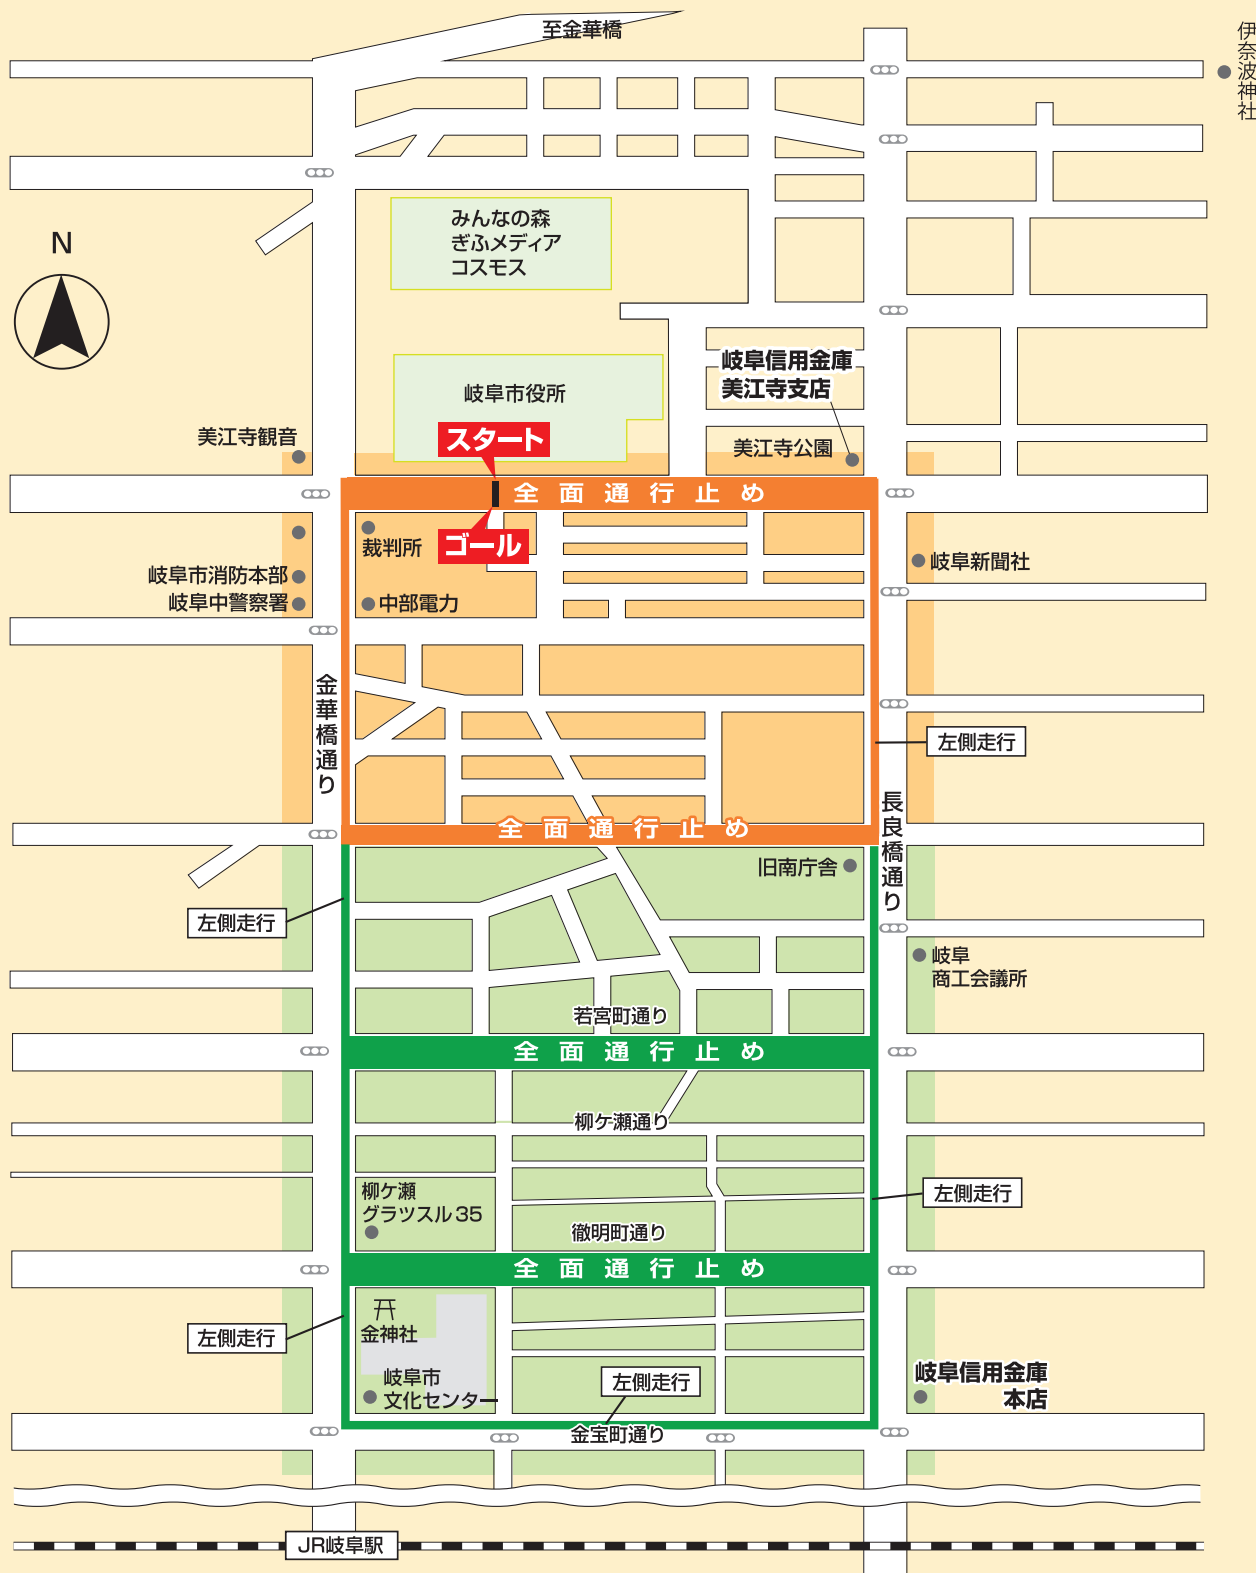 至金華橋
伊奈波神社
みんなの森
ぎふメディア
コスモス
N
岐阜市役所
岐阜信用金庫
美江寺支店
スタート
美江寺観音
美江寺公園
全面通行止め
ゴール
裁判所
岐阜新聞社
岐阜市消防本部
岐阜中警察署
中部電力
金華橋通り
左側走行
長良橋通り
全面通行止め
旧南庁舎
左側走行
岐阜
商工会議所
若宮町通り
全面通行止め
柳ケ瀬通り
柳ケ瀬
グラツスル35
左側走行
徹明町通り
全面通行止め
金神社
左側走行
岐阜市
文化センター
左側走行
岐阜信用金庫
本店
金宝町通り
JR岐阜駅